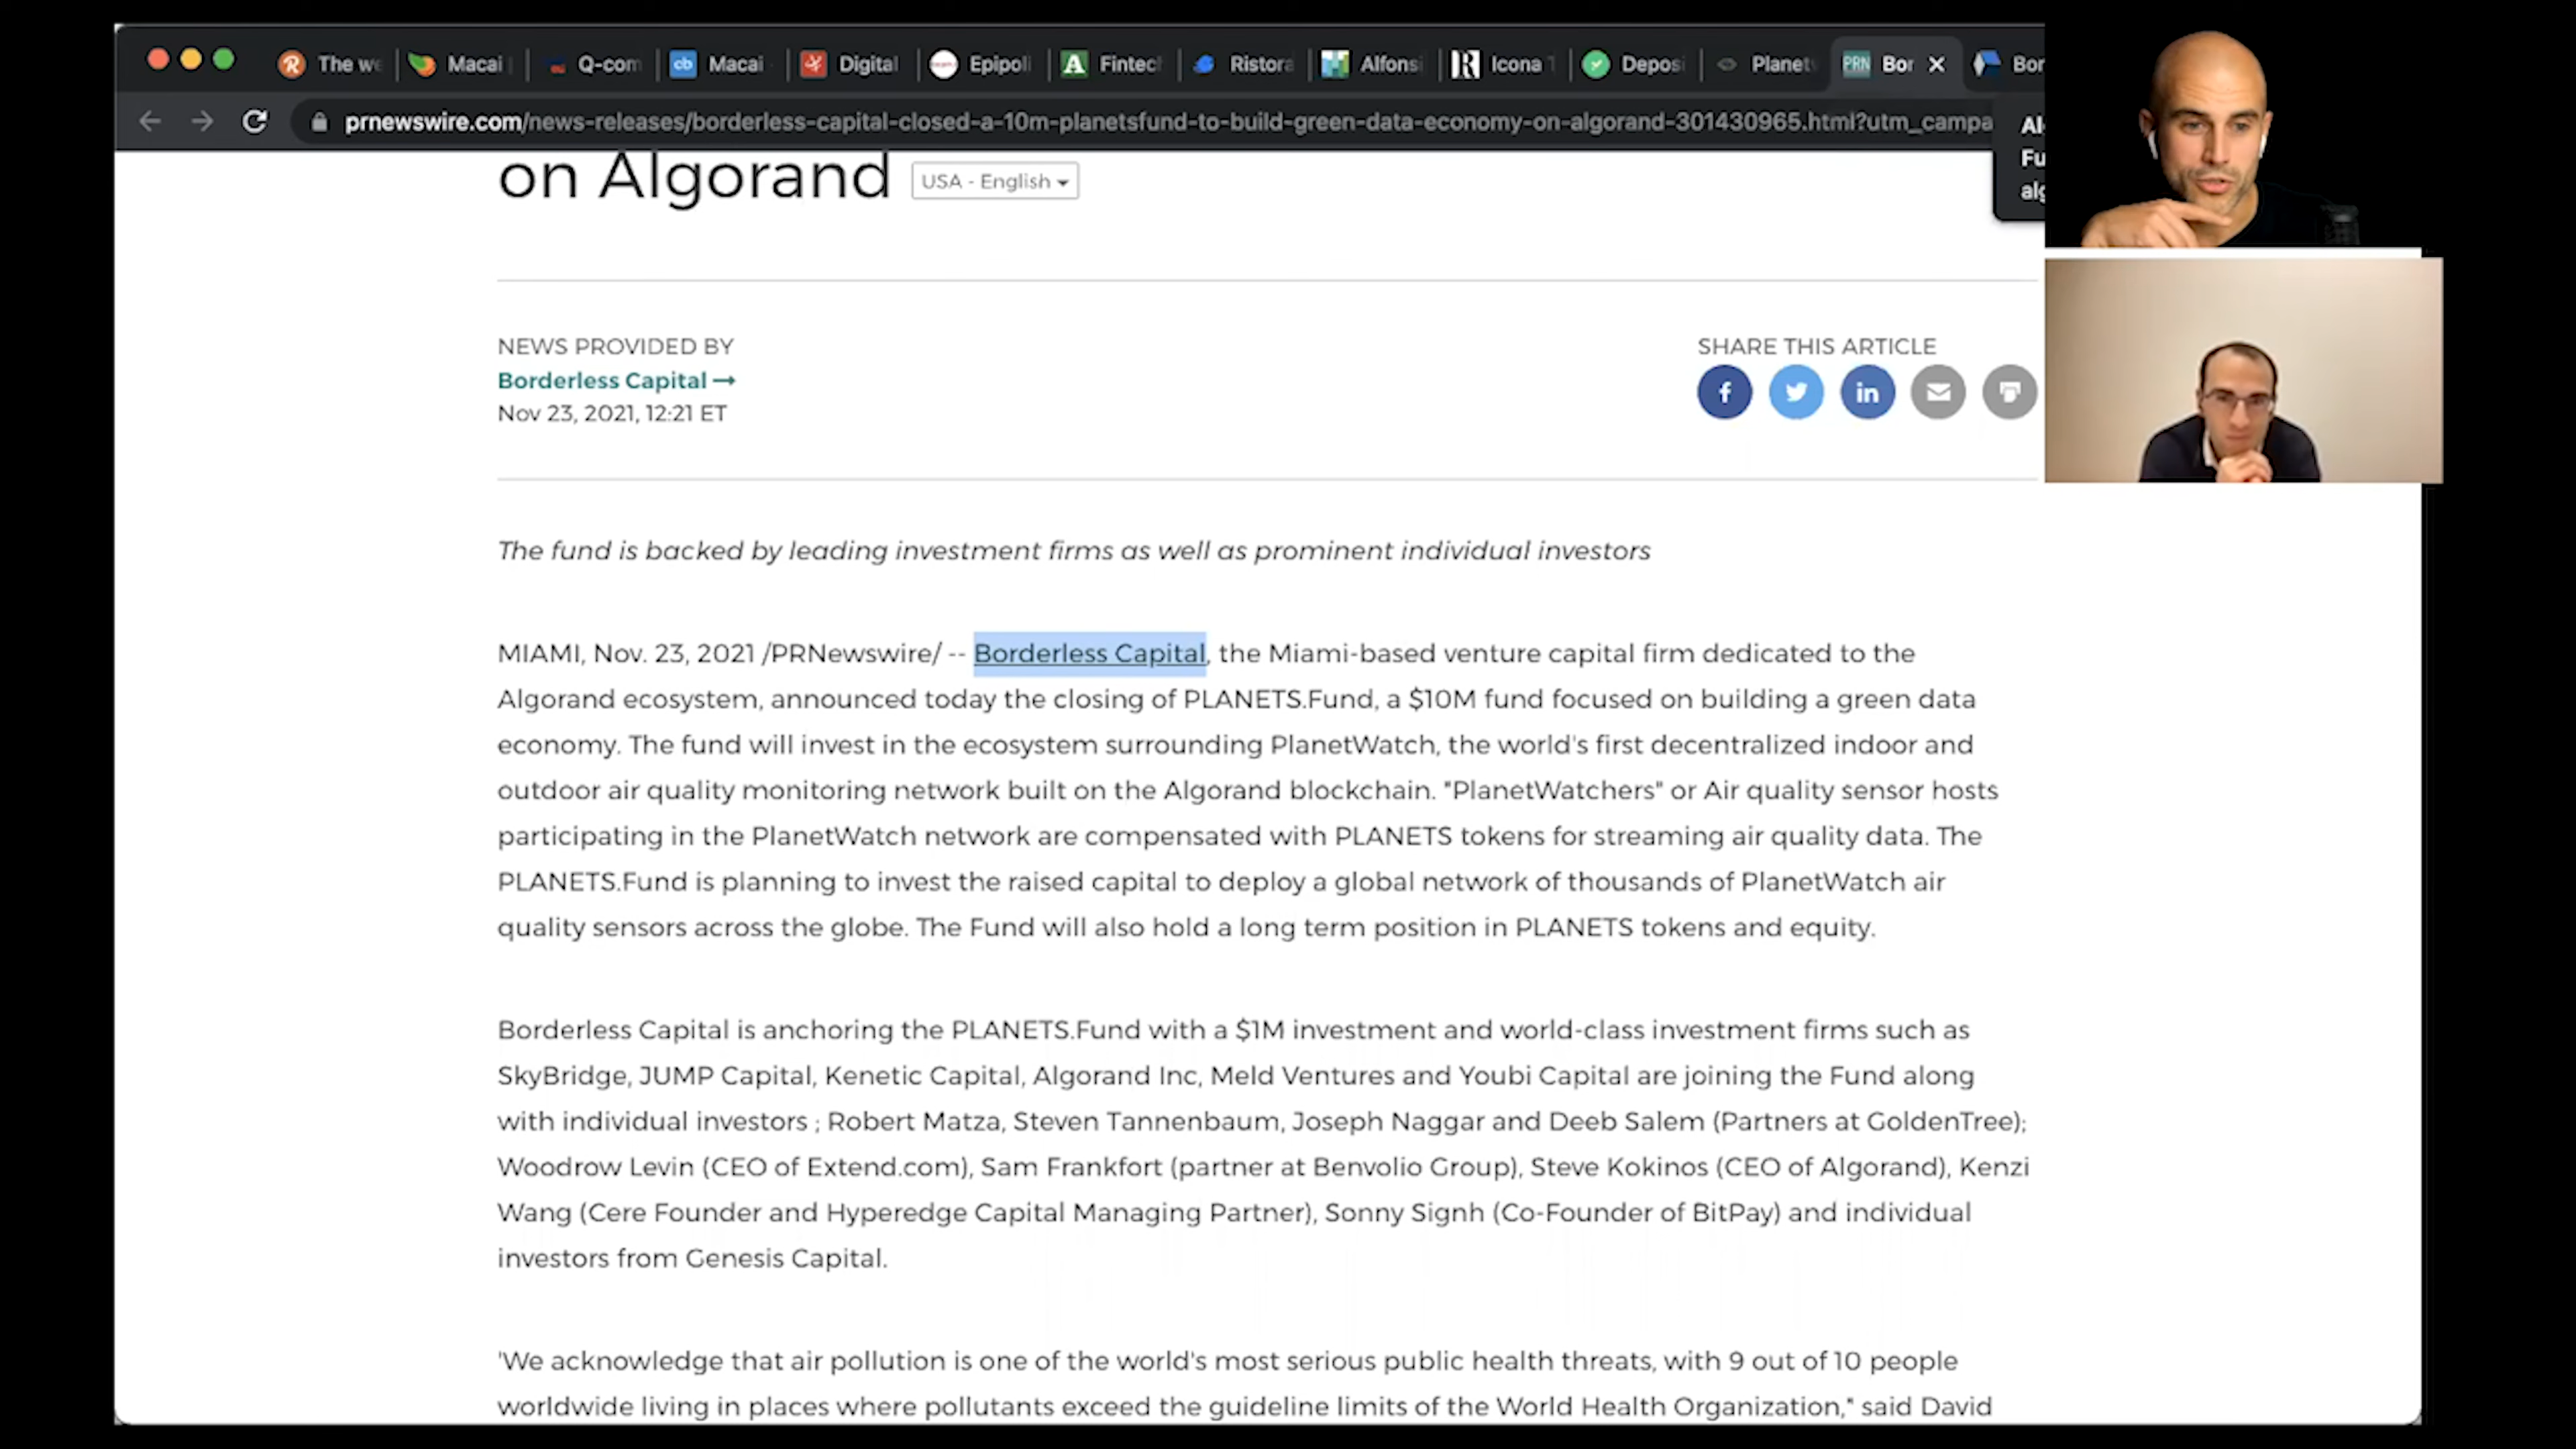 The we
Macai
Q-com
cb
Macai
Digital
Epipoli
A
Fintec
Ristora
Alfonsi
R
Icona T
Deposi
Planet
PRN
Bor
Bor
prnewswire.com/news-releases/borderless-capital-closed-a-10m-planetsfund-to-build-green-data-economy-on-algorand-301430965.html?utm_campa
Al
Fu
alg
on Algorand
USA - English
NEWS PROVIDED BY
Borderless Capital
Nov 23, 2021, 12:21 ET
SHARE THIS ARTICLE
The fund is backed by leading investment firms as well as prominent individual investors
MIAMI, Nov. 23, 2021 /PRNewswire/ -- Borderless Capital, the Miami-based venture capital firm dedicated to the
Algorand ecosystem, announced today the closing of PLANETS.Fund, a $10M fund focused on building a green data
economy. The fund will invest in the ecosystem surrounding PlanetWatch, the world's first decentralized indoor and
outdoor air quality monitoring network built on the Algorand blockchain. "PlanetWatchers" or Air quality sensor hosts
participating in the PlanetWatch network are compensated with PLANETS tokens for streaming air quality data. The
PLANETS.Fund is planning to invest the raised capital to deploy a global network of thousands of PlanetWatch air
quality sensors across the globe. The Fund will also hold a long term position in PLANETS tokens and equity.
Borderless Capital is anchoring the PLANETS.Fund with a $1M investment and world-class investment firms such as
SkyBridge, JUMP Capital, Kenetic Capital, Algorand Inc, Meld Ventures and Youbi Capital are joining the Fund along
with individual investors ; Robert Matza, Steven Tannenbaum, Joseph Naggar and Deeb Salem (Partners at GoldenTree);
Woodrow Levin (CEO of Extend.com), Sam Frankfort (partner at Benvolio Group), Steve Kokinos (CEO of Algorand), Kenzi
Wang (Cere Founder and Hyperedge Capital Managing Partner), Sonny Signh (Co-Founder of BitPay) and individual
investors from Genesis Capital.
'We acknowledge that air pollution is one of the world's most serious public health threats, with 9 out of 10 people
worldwide living in places where pollutants exceed the guideline limits of the World Health Organization," said David